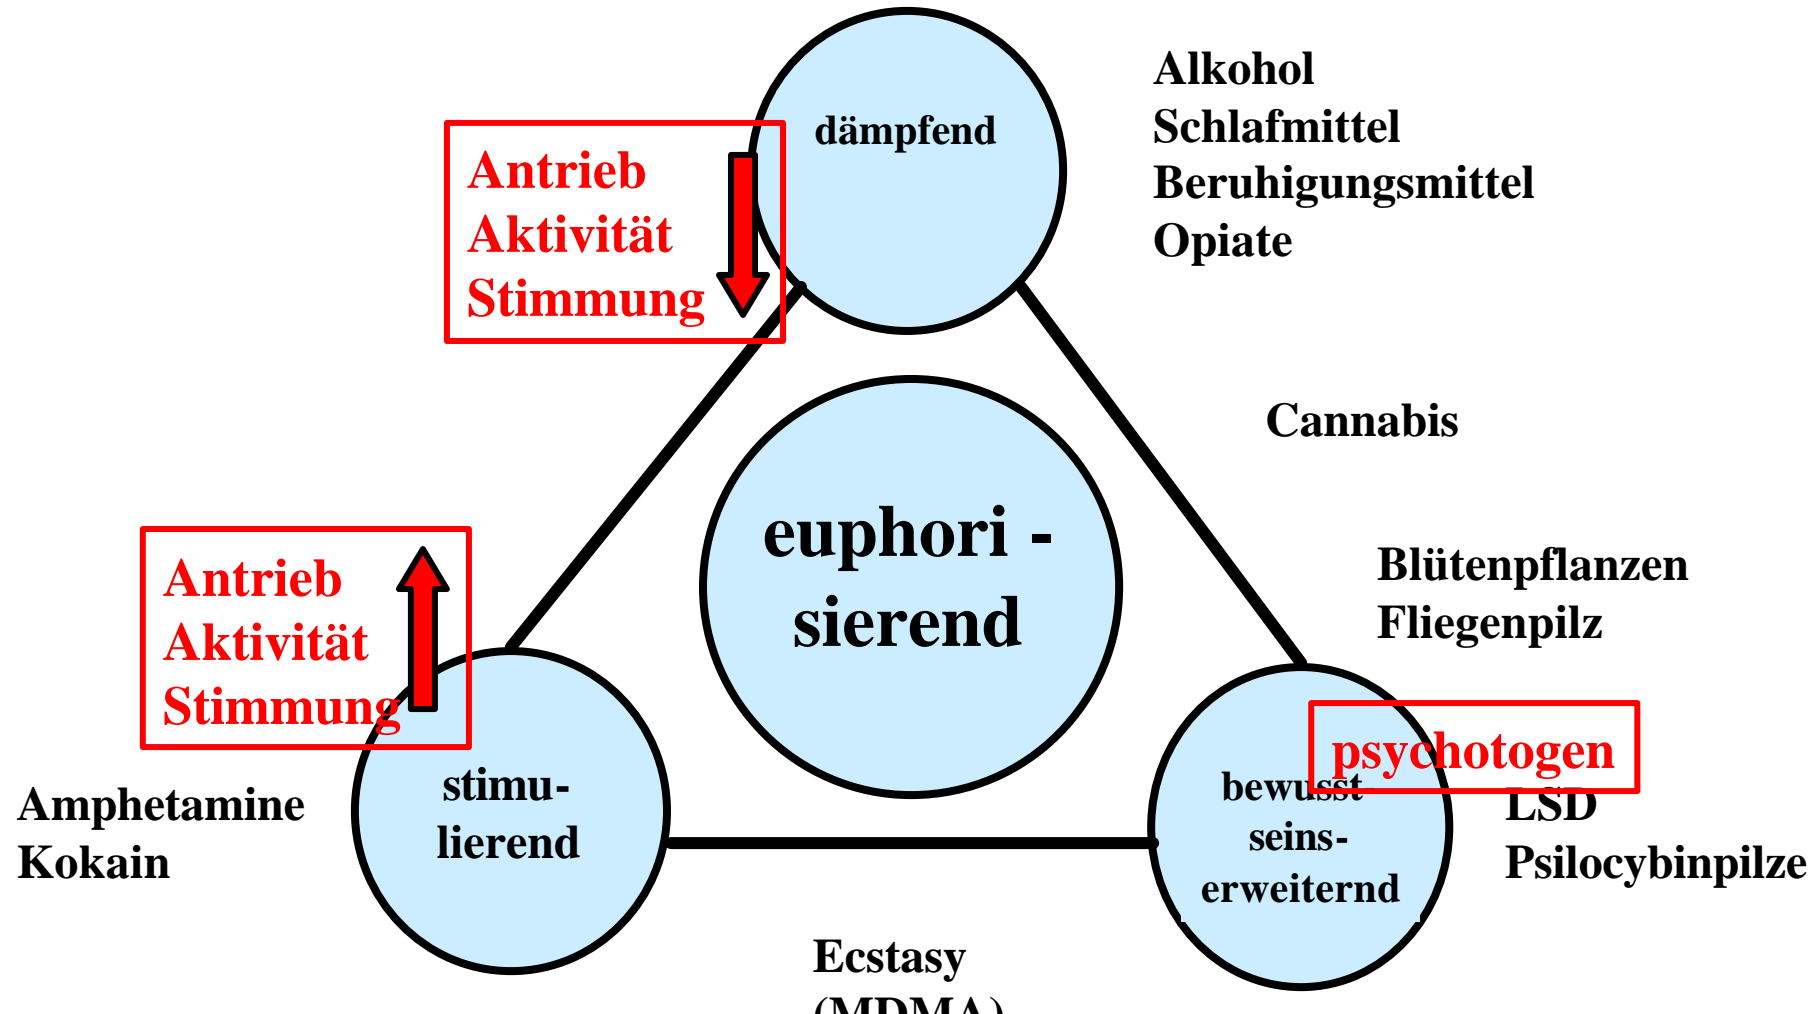 dämpfend
Alkohol
Schlafmittel
Beruhigungsmittel
Opiate
Antrieb
Aktivität
Stimmung
Cannabis
euphori -
sierend
Blütenpflanzen
Fliegenpilz
Antrieb
Aktivität
Stimmung
psychotogen
stimu-
lierend
bewusst-
seins-
erweiternd
Amphetamine
Kokain
LSD
Psilocybinpilze
Ecstasy
(MDMA)